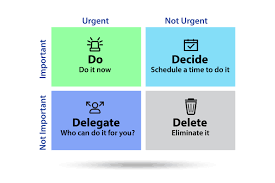 Urgent
Not Urgent
Important
Do
Do it now
Decide
Schedule a time to do it
Not Important
Delegate
Who can do it for you?
Delete
Eliminate it